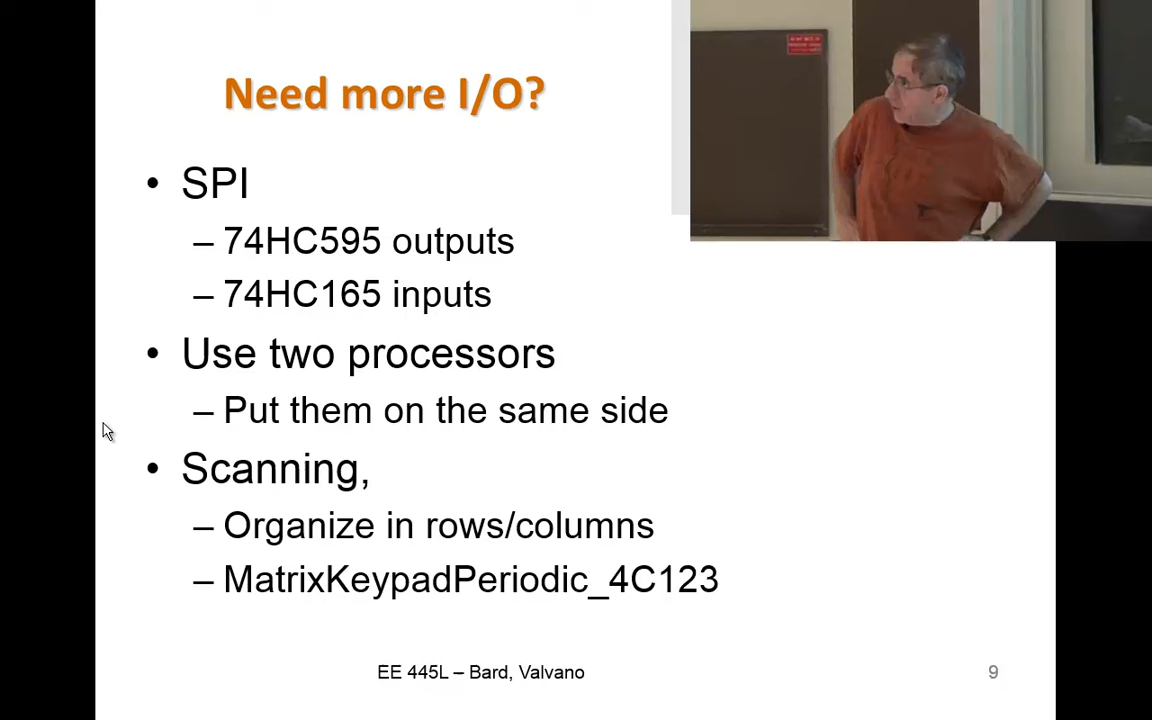 Need more I/O?
• SPI
– 74HC595 outputs
– 74HC165 inputs
• Use two processors
– Put them on the same side
• Scanning,
– Organize in rows/columns
– MatrixKeypadPeriodic_4C123
EE 445L – Bard, Valvano
9